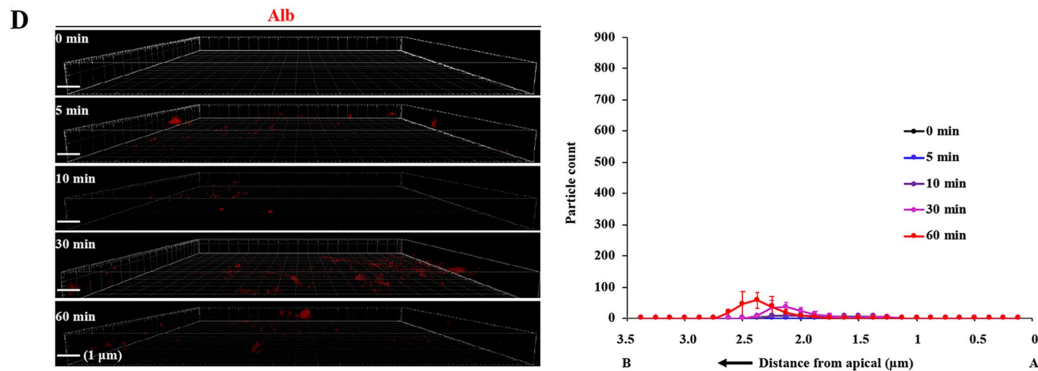 D
Alb
0 min
5 min
10 min
30 min
60 min
(1 µm)
900
800
700
600
500
400
300
200
100
0
Particle count
0 min
5 min
10 min
30 min
60 min
3.5 3.0 2.5 2.0 1.5 1.0 0.5 0
B ← Distance from apical (µm) A